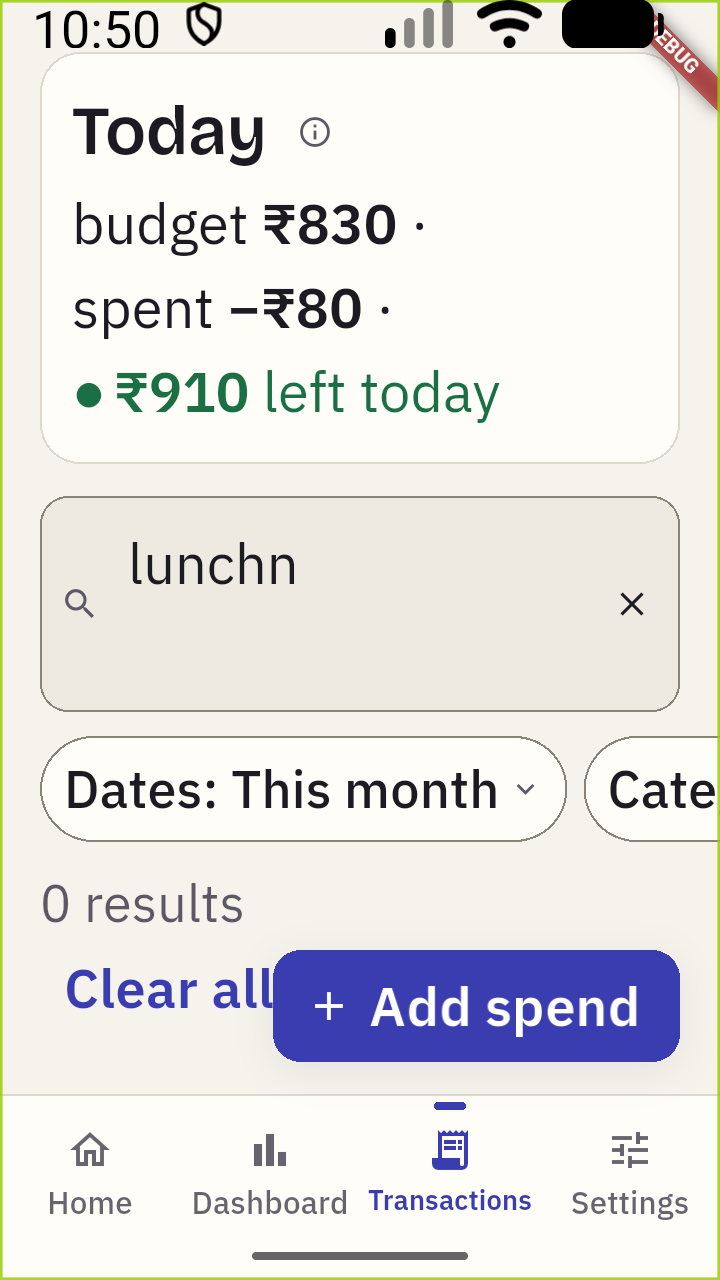 10:50
DEBUG
Today
budget ₹830 ·
spent −₹80 ·
● ₹910 left today
lunchn
Dates: This month
Cate
0 results
Clear all
+ Add spend
Home
Dashboard
Transactions
Settings